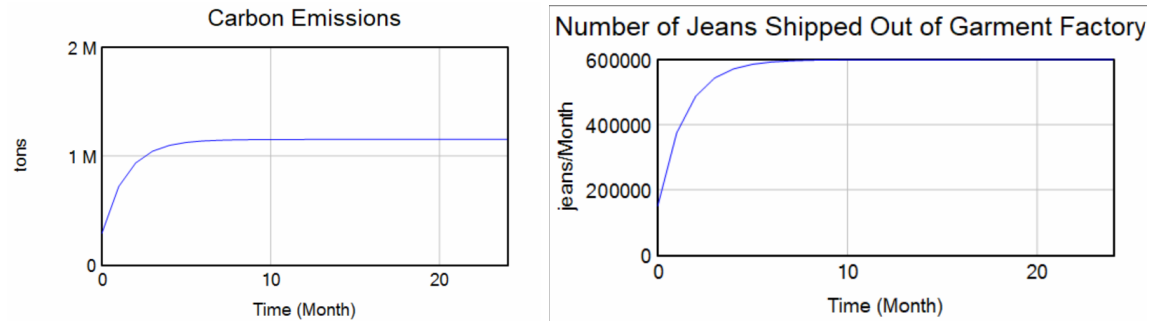 Carbon Emissions
2 M
1 M
0
tons
0
10
20
Time (Month)
Number of Jeans Shipped Out of Garment Factory
600000
400000
200000
0
jeans/Month
0
10
20
Time (Month)